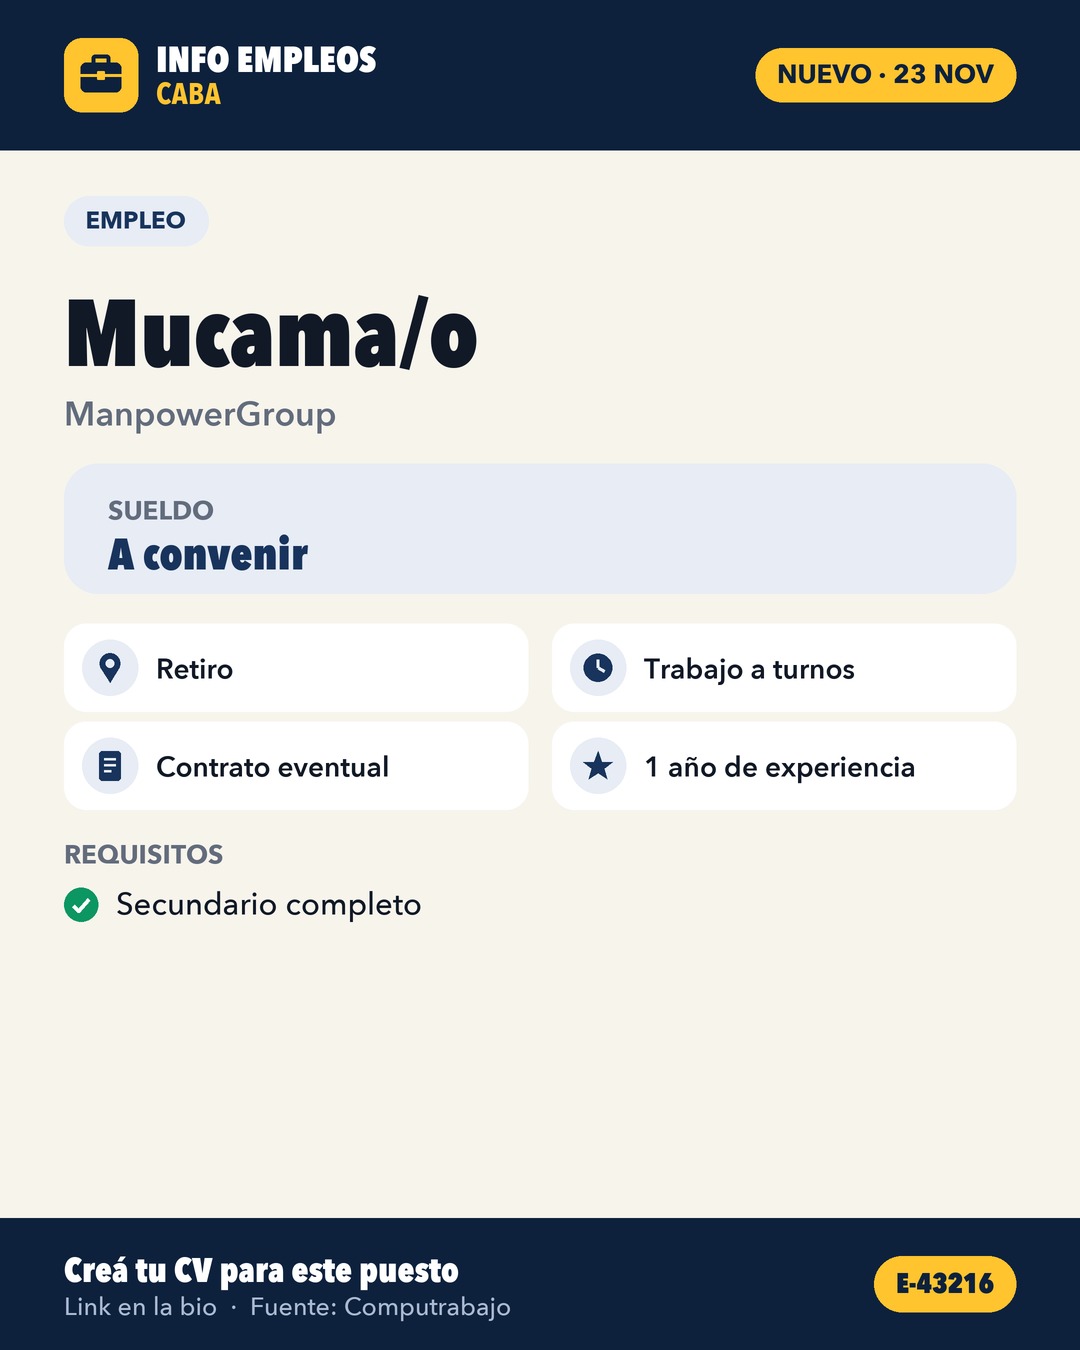 INFO EMPLEOS
CABA
NUEVO · 23 NOV
EMPLEO
Mucama/o
ManpowerGroup
SUELDO
A convenir
Retiro
Trabajo a turnos
Contrato eventual
1 año de experiencia
REQUISITOS
Secundario completo
Creá tu CV para este puesto
Link en la bio · Fuente: Computrabajo
E-43216